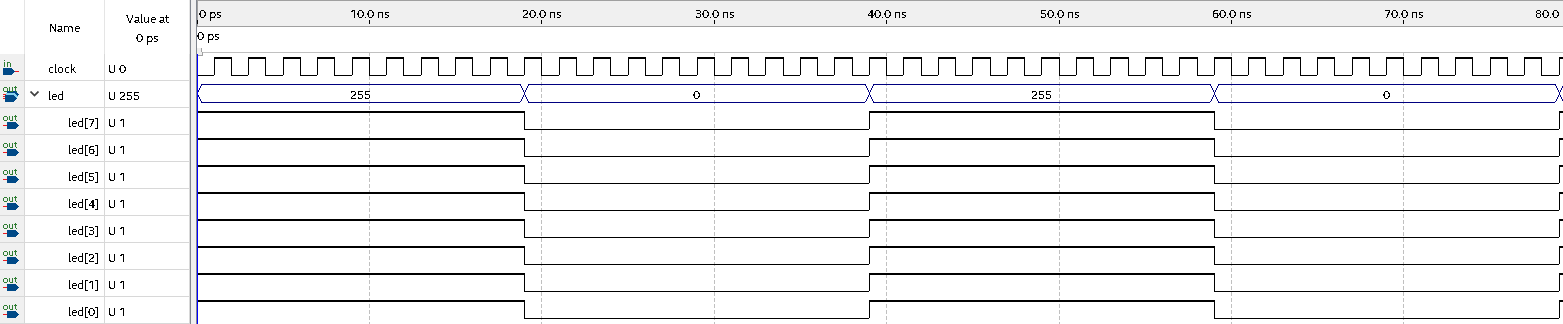 Name
Value at
0 ps
0 ps 10.0 ns 20.0 ns 30.0 ns 40.0 ns 50.0 ns 60.0 ns 70.0 ns 80.0
0 ps
in clock U 0
out led U 255 255 0 255 0
out led[7] U 1
out led[6] U 1
out led[5] U 1
out led[4] U 1
out led[3] U 1
out led[2] U 1
out led[1] U 1
out led[0] U 1